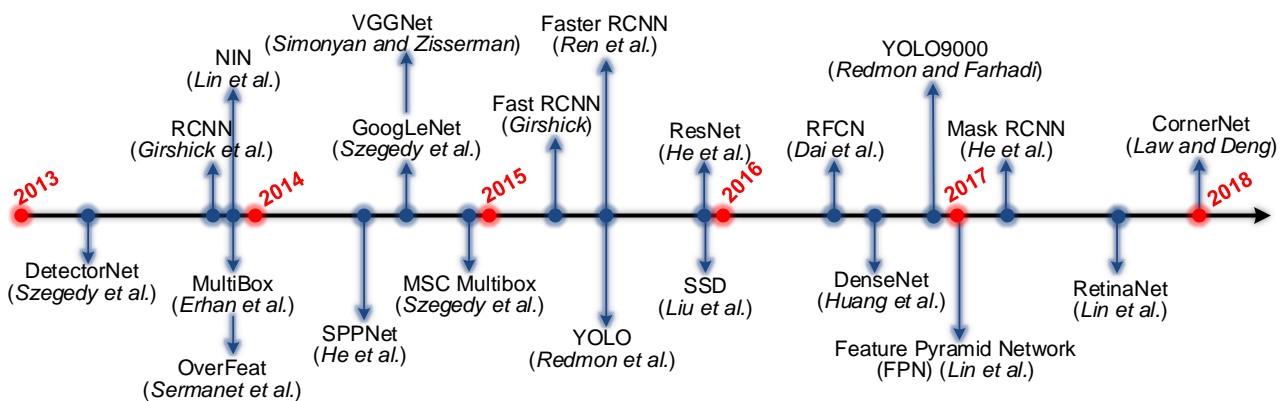 VGGNet
(Simonyan and Zisserman)
Faster RCNN
(Ren et al.)
NIN
(Lin et al.)
YOLO9000
(Redmon and Farhadi)
RCNN
(Girshick et al.)
GoogLeNet
(Szegedy et al.)
Fast RCNN
(Girshick)
ResNet
(He et al.)
RFCN
(Dai et al.)
Mask RCNN
(He et al.)
CornerNet
(Law and Deng)
2013
2014
2015
2016
2017
2018
DetectorNet
(Szegedy et al.)
MultiBox
(Erhan et al.)
OverFeat
(Sermanet et al.)
SPPNet
(He et al.)
MSC Multibox
(Szegedy et al.)
YOLO
(Redmon et al.)
SSD
(Liu et al.)
DenseNet
(Huang et al.)
Feature Pyramid Network
(FPN) (Lin et al.)
RetinaNet
(Lin et al.)